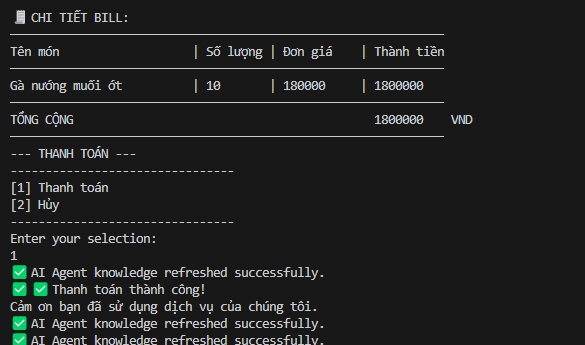 🧾 CHI TIẾT BILL:
Tên món | Số lượng | Đơn giá | Thành tiền
Gà nướng muối ớt | 10 | 180000 | 1800000
TỔNG CỘNG 1800000 VND
--- THANH TOÁN ---
--------------------------------
[1] Thanh toán
[2] Hủy
--------------------------------
Enter your selection:
1
✅ AI Agent knowledge refreshed successfully.
✅ ✅ Thanh toán thành công!
Cảm ơn bạn đã sử dụng dịch vụ của chúng tôi.
✅ AI Agent knowledge refreshed successfully.
✅ AI Agent knowledge refreshed successfully.